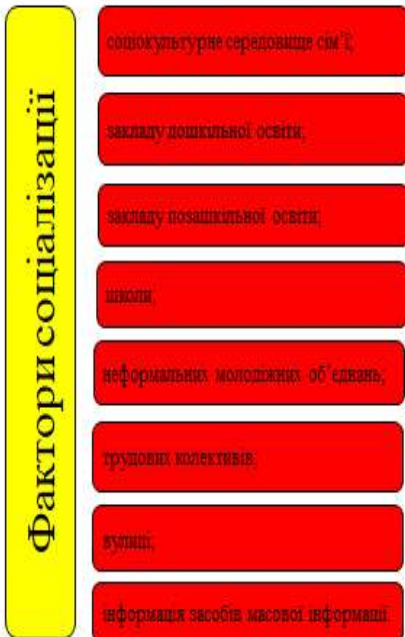 Фактори соціалізації
соціокультурне середовище сім'ї;
закладу дошкільної освіти;
закладу позашкільної освіти;
школи;
неформальних молодіжних об'єднань;
трудових колективів;
вулиці;
інформація засобів масової інформації